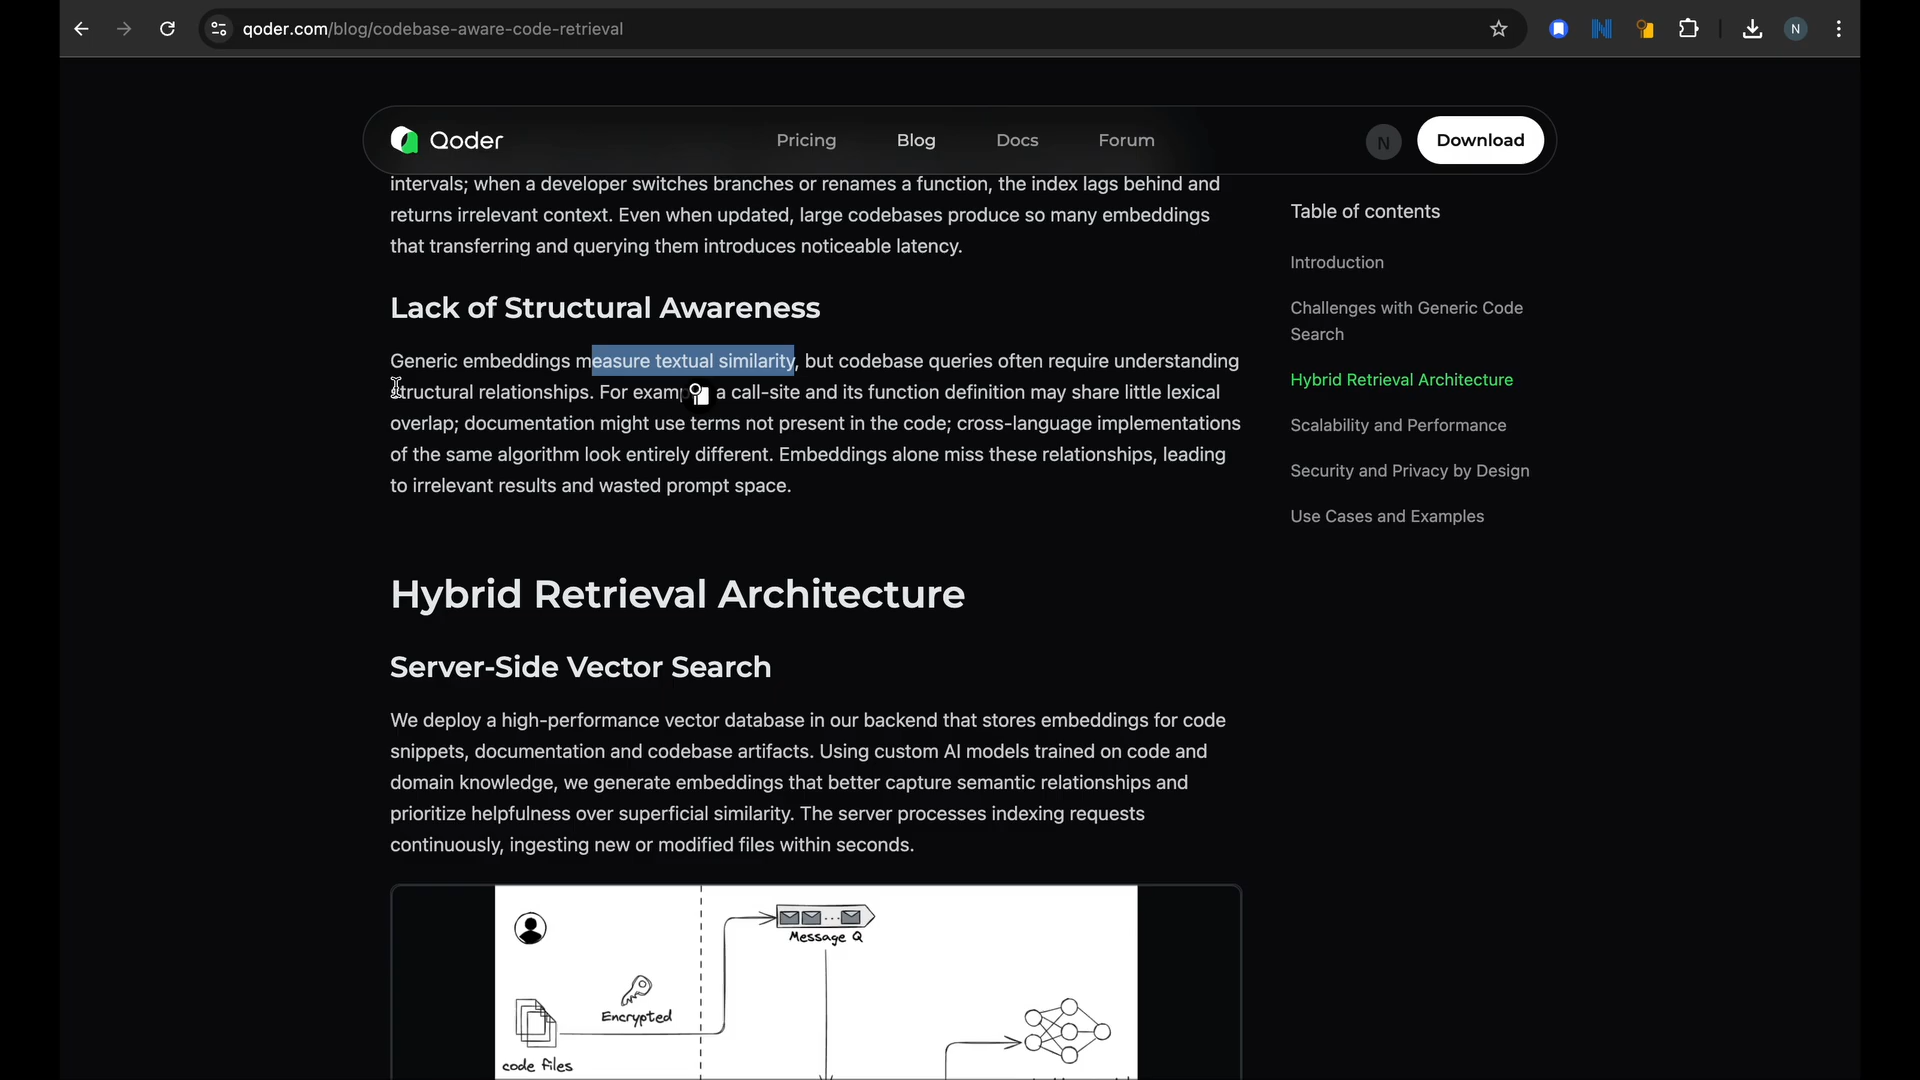 qoder.com/blog/codebase-aware-code-retrieval
N
Qoder
Pricing
Blog
Docs
Forum
N
Download
intervals; when a developer switches branches or renames a function, the index lags behind and
returns irrelevant context. Even when updated, large codebases produce so many embeddings
that transferring and querying them introduces noticeable latency.
Lack of Structural Awareness
Generic embeddings measure textual similarity, but codebase queries often require understanding
structural relationships. For examp a call-site and its function definition may share little lexical
overlap; documentation might use terms not present in the code; cross-language implementations
of the same algorithm look entirely different. Embeddings alone miss these relationships, leading
to irrelevant results and wasted prompt space.
Hybrid Retrieval Architecture
Server-Side Vector Search
We deploy a high-performance vector database in our backend that stores embeddings for code
snippets, documentation and codebase artifacts. Using custom AI models trained on code and
domain knowledge, we generate embeddings that better capture semantic relationships and
prioritize helpfulness over superficial similarity. The server processes indexing requests
continuously, ingesting new or modified files within seconds.
Message Q
Encrypted
code files
Table of contents
Introduction
Challenges with Generic Code
Search
Hybrid Retrieval Architecture
Scalability and Performance
Security and Privacy by Design
Use Cases and Examples